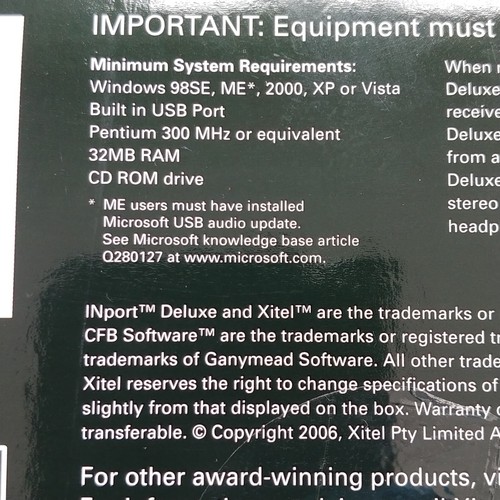 IMPORTANT: Equipment must
Minimum System Requirements:
Windows 98SE, ME*, 2000, XP or Vista
Built in USB Port
Pentium 300 MHz or equivalent
32MB RAM
CD ROM drive
* ME users must have installed
Microsoft USB audio update.
See Microsoft knowledge base article
Q280127 at www.microsoft.com.
When
Deluxe
receive
Deluxe
from a
Deluxe
stereo
headp
INport™ Deluxe and Xitel™ are the trademarks or
CFB Software™ are the trademarks or registered
trademarks of Ganymead Software. All other trade
Xitel reserves the right to change specifications of
slightly from that displayed on the box. Warranty
transferable. © Copyright 2006, Xitel Pty Limited A
For other award-winning products, vi